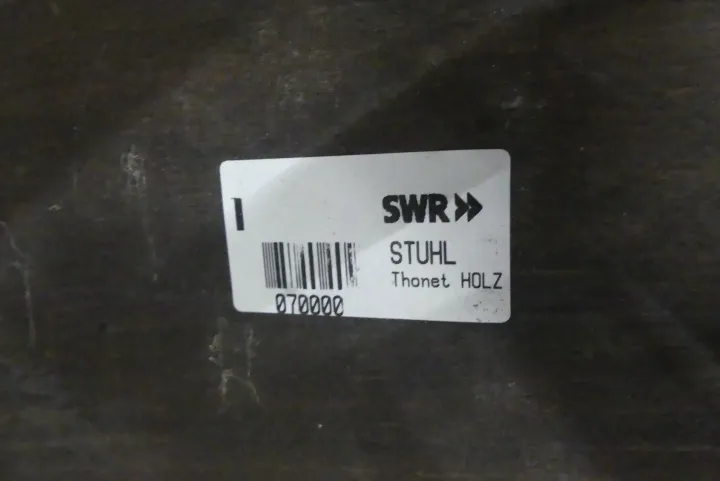 SWR
STUHL
Thonet HOLZ
070000